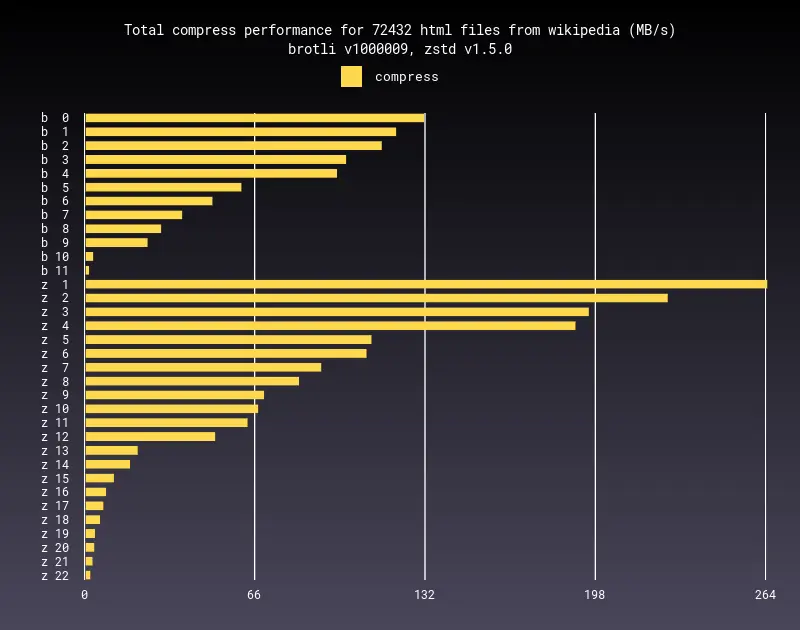 Total compress performance for 72432 html files from wikipedia (MB/s)
brotli v1000009, zstd v1.5.0
compress
b 0
b 1
b 2
b 3
b 4
b 5
b 6
b 7
b 8
b 9
b 10
b 11
z 1
z 2
z 3
z 4
z 5
z 6
z 7
z 8
z 9
z 10
z 11
z 12
z 13
z 14
z 15
z 16
z 17
z 18
z 19
z 20
z 21
z 22
0 66 132 198 264